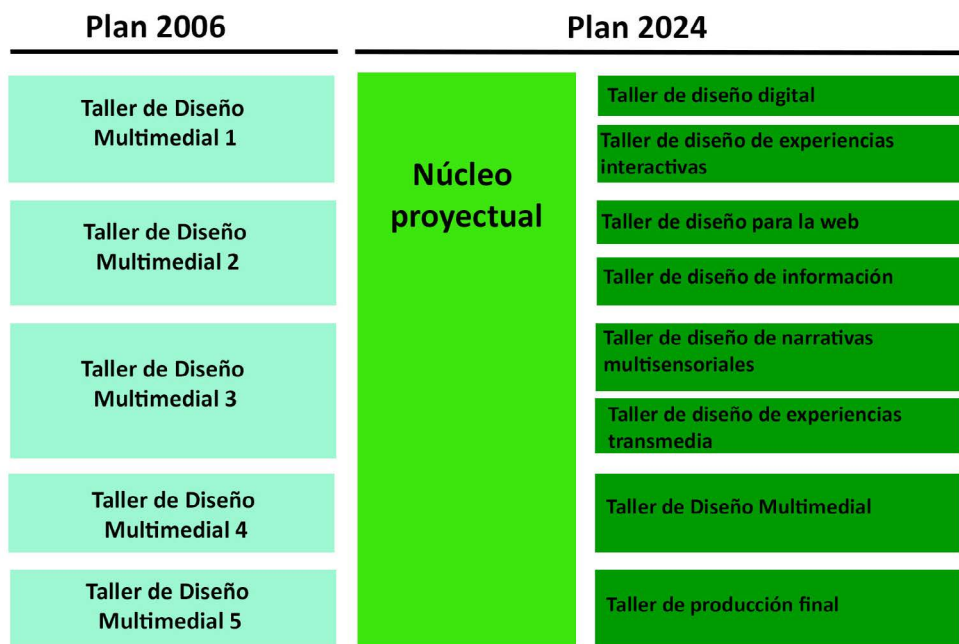 Plan 2006
Plan 2024
Taller de Diseño
Multimedial 1
Taller de Diseño
Multimedial 2
Taller de Diseño
Multimedial 3
Taller de Diseño
Multimedial 4
Taller de Diseño
Multimedial 5
Núcleo
proyectual
Taller de diseño digital
Taller de diseño de experiencias
interactivas
Taller de diseño para la web
Taller de diseño de información
Taller de diseño de narrativas
multisensoriales
Taller de diseño de experiencias
transmedia
Taller de Diseño Multimedial
Taller de producción final